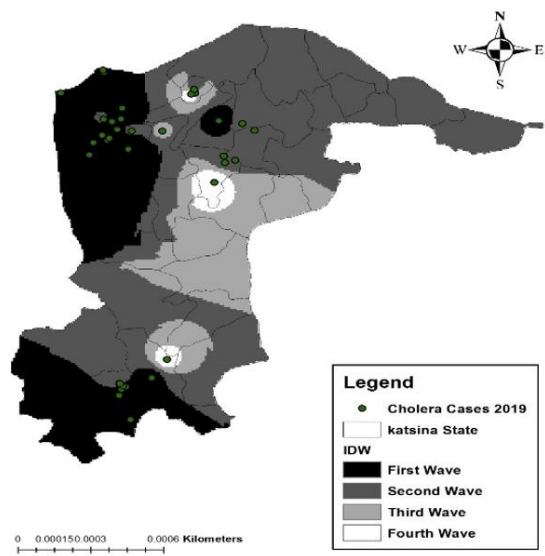 N
W E
S
Legend
Cholera Cases 2019
katsina State
IDW
First Wave
Second Wave
Third Wave
Fourth Wave
0 0.000150.0003 0.0006 Kilometers